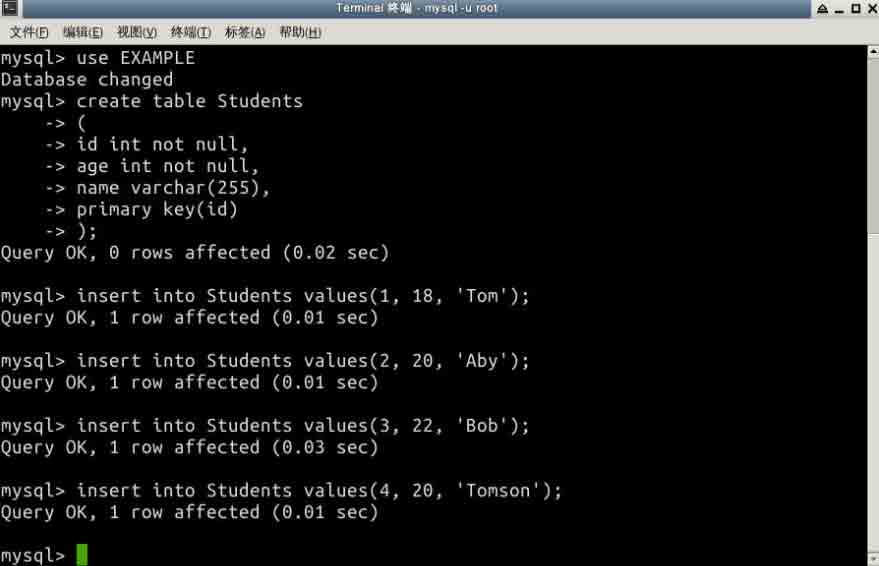 Terminal 终端 - mysql -u root
文件(F) 编辑(E) 视图(V) 终端(T) 标签(A) 帮助(H)
mysql> use EXAMPLE
Database changed
mysql> create table Students
    -> (
    -> id int not null,
    -> age int not null,
    -> name varchar(255),
    -> primary key(id)
    -> );
Query OK, 0 rows affected (0.02 sec)
mysql> insert into Students values(1, 18, 'Tom');
Query OK, 1 row affected (0.01 sec)
mysql> insert into Students values(2, 20, 'Aby');
Query OK, 1 row affected (0.01 sec)
mysql> insert into Students values(3, 22, 'Bob');
Query OK, 1 row affected (0.03 sec)
mysql> insert into Students values(4, 20, 'Tomson');
Query OK, 1 row affected (0.01 sec)
mysql>